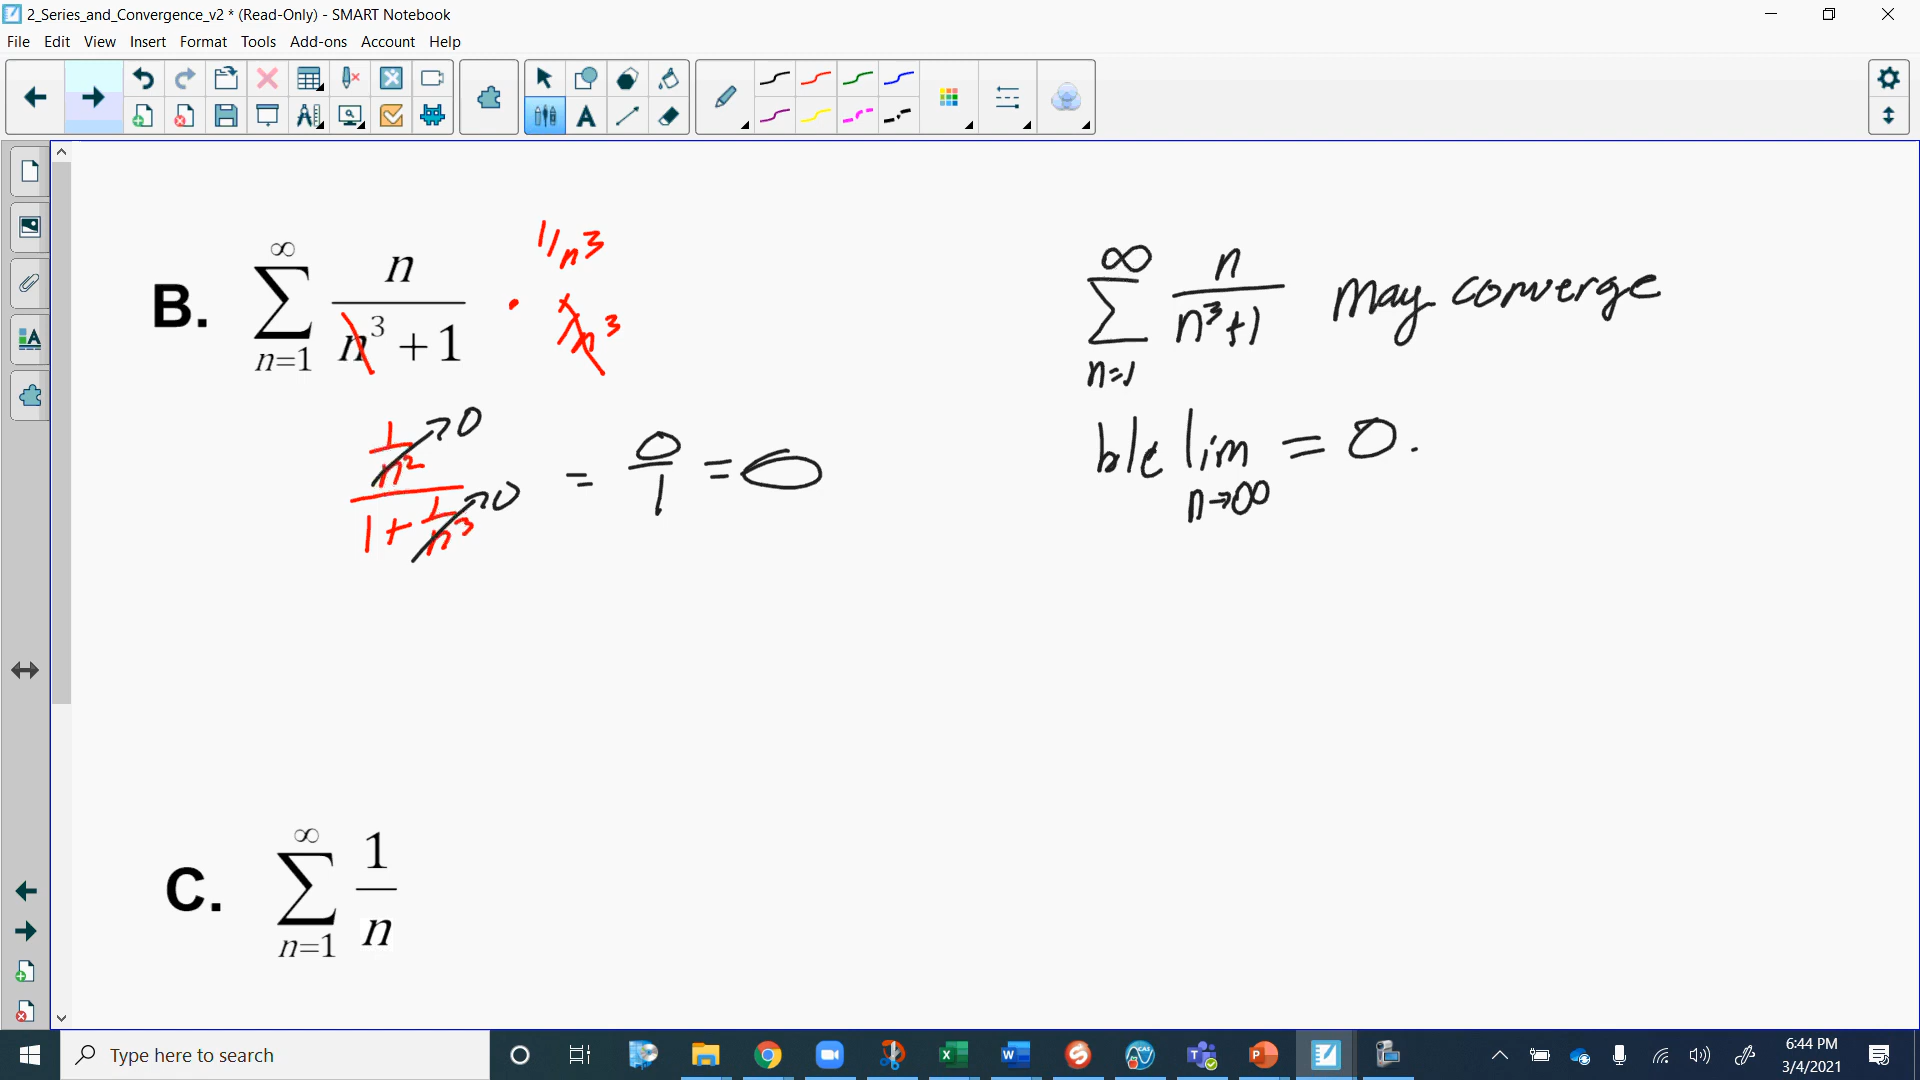 2_Series_and_Convergence_v2 * (Read-Only) - SMART Notebook
File Edit View Insert Format Tools Add-ons Account Help
B. ∞ ∑ n=1 n / n³ + 1 · 1/n³ / 1/n³
∞ ∑ n=1 n / n³+1 may converge
1/n² → 0 / 1 + 1/n³ → 0 = 0/1 = 0
b/c lim n→∞ = 0.
C. ∞ ∑ n=1 1 / n
Type here to search
6:44 PM
3/4/2021